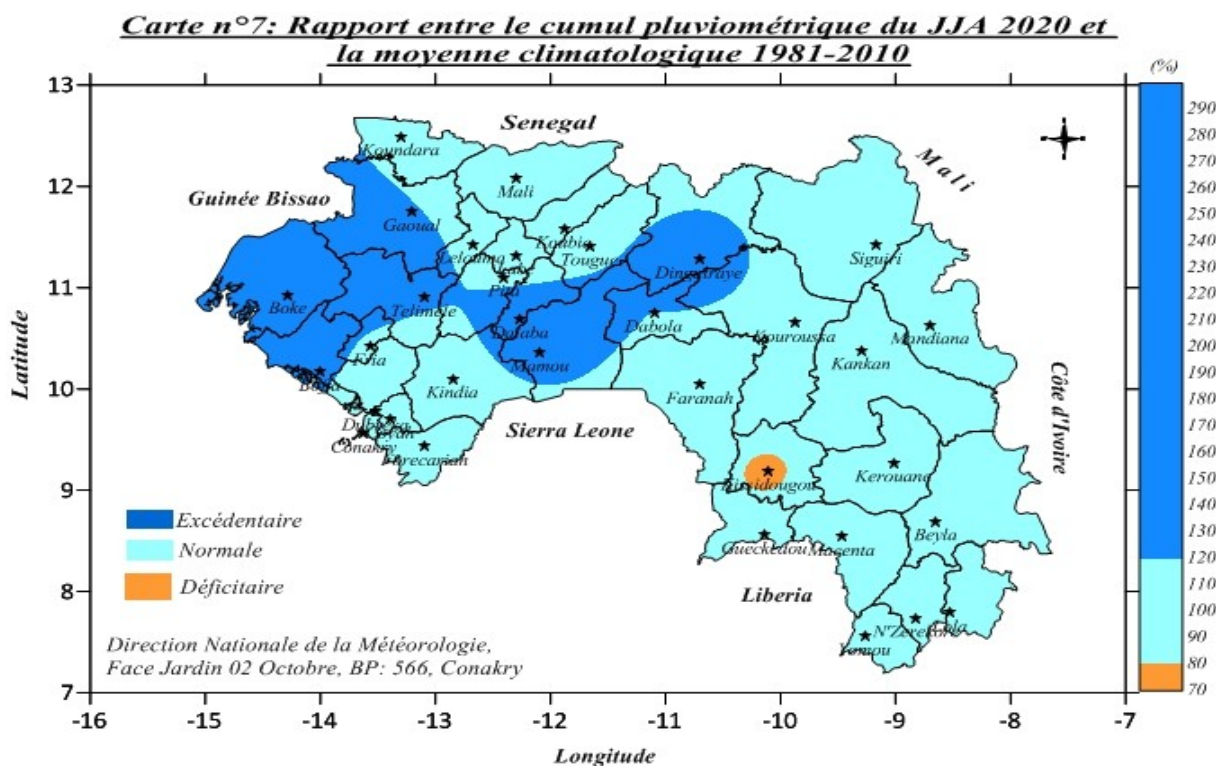 Carte n°7: Rapport entre le cumul pluviométrique du JJA 2020 et
la moyenne climatologique 1981-2010
(%)
13
12
11
10
9
8
7
Latitude
-16
-15
-14
-13
-12
-11
-10
-9
-8
-7
Longitude
Senegal
Mali
Guinée Bissao
Côte d'Ivoire
Sierra Leone
Liberia
Koundara
Mali
Gaoual
Koubia
Lelouma
Tougue
Siguiri
Dinguiraye
Pita
Boke
Telimele
Dalaba
Dabola
Kouroussa
Mandiana
Fria
Mamou
Kankan
Kindia
Faranah
Conakry
Forecariah
Kissidougou
Kerouane
Gueckedou
Macenta
Beyla
N'Zerekore
Lola
Yomou
Excédentaire
Normale
Déficitaire
Direction Nationale de la Météorologie,
Face Jardin 02 Octobre, BP: 566, Conakry
290
280
270
260
250
240
230
220
210
200
190
180
170
160
150
140
130
120
110
100
90
80
70